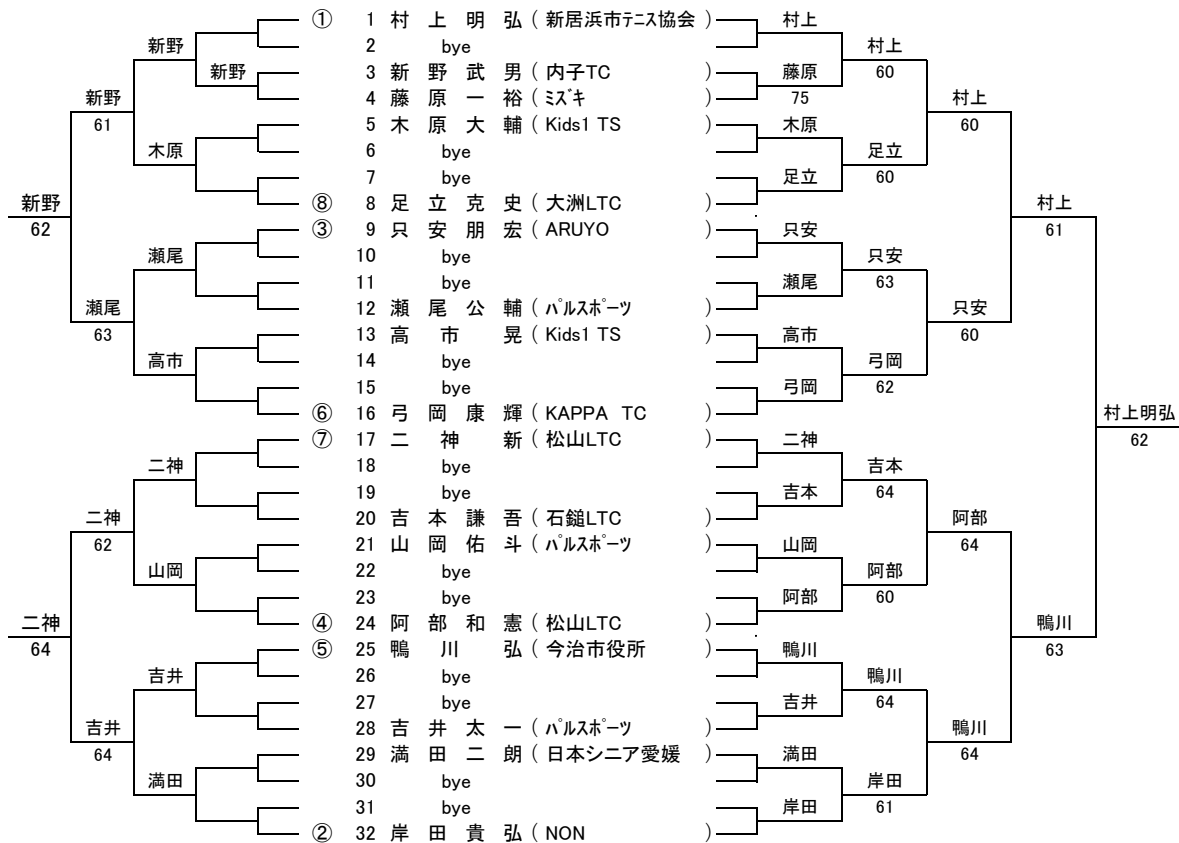 ① 1 村上明弘 ( 新居浜市テニス協会 ) 村上
新野 2 bye 村上
新野 3 新野武男 ( 内子TC ) 藤原 60
新野 4 藤原一裕 ( ミズキ ) 75 村上
61 5 木原大輔 ( Kids1 TS ) 木原 60
木原 6 bye 足立
7 bye 足立 60
新野 ⑧ 8 足立克史 ( 大洲LTC ) 村上
62 ③ 9 只安朋宏 ( ARUYO ) 只安 61
瀬尾 10 bye 只安
11 bye 瀬尾 63
瀬尾 12 瀬尾公輔 ( パルスポーツ ) 只安
63 13 高市晃 ( Kids1 TS ) 高市 60
高市 14 bye 弓岡
15 bye 弓岡 62
⑥ 16 弓岡康輝 ( KAPPA TC ) 村上明弘
⑦ 17 二神新 ( 松山LTC ) 二神 62
二神 18 bye 吉本
19 bye 吉本 64
二神 20 吉本謙吾 ( 石鎚LTC ) 阿部
62 21 山岡佑斗 ( パルスポーツ ) 山岡 64
山岡 22 bye 阿部
23 bye 阿部 60
二神 ④ 24 阿部和憲 ( 松山LTC ) 鴨川
64 ⑤ 25 鴨川弘 ( 今治市役所 ) 鴨川 63
吉井 26 bye 鴨川
27 bye 吉井 64
吉井 28 吉井太一 ( パルスポーツ ) 鴨川
64 29 満田二朗 ( 日本シニア愛媛 ) 満田 64
満田 30 bye 岸田
31 bye 岸田 61
② 32 岸田貴弘 ( NON )